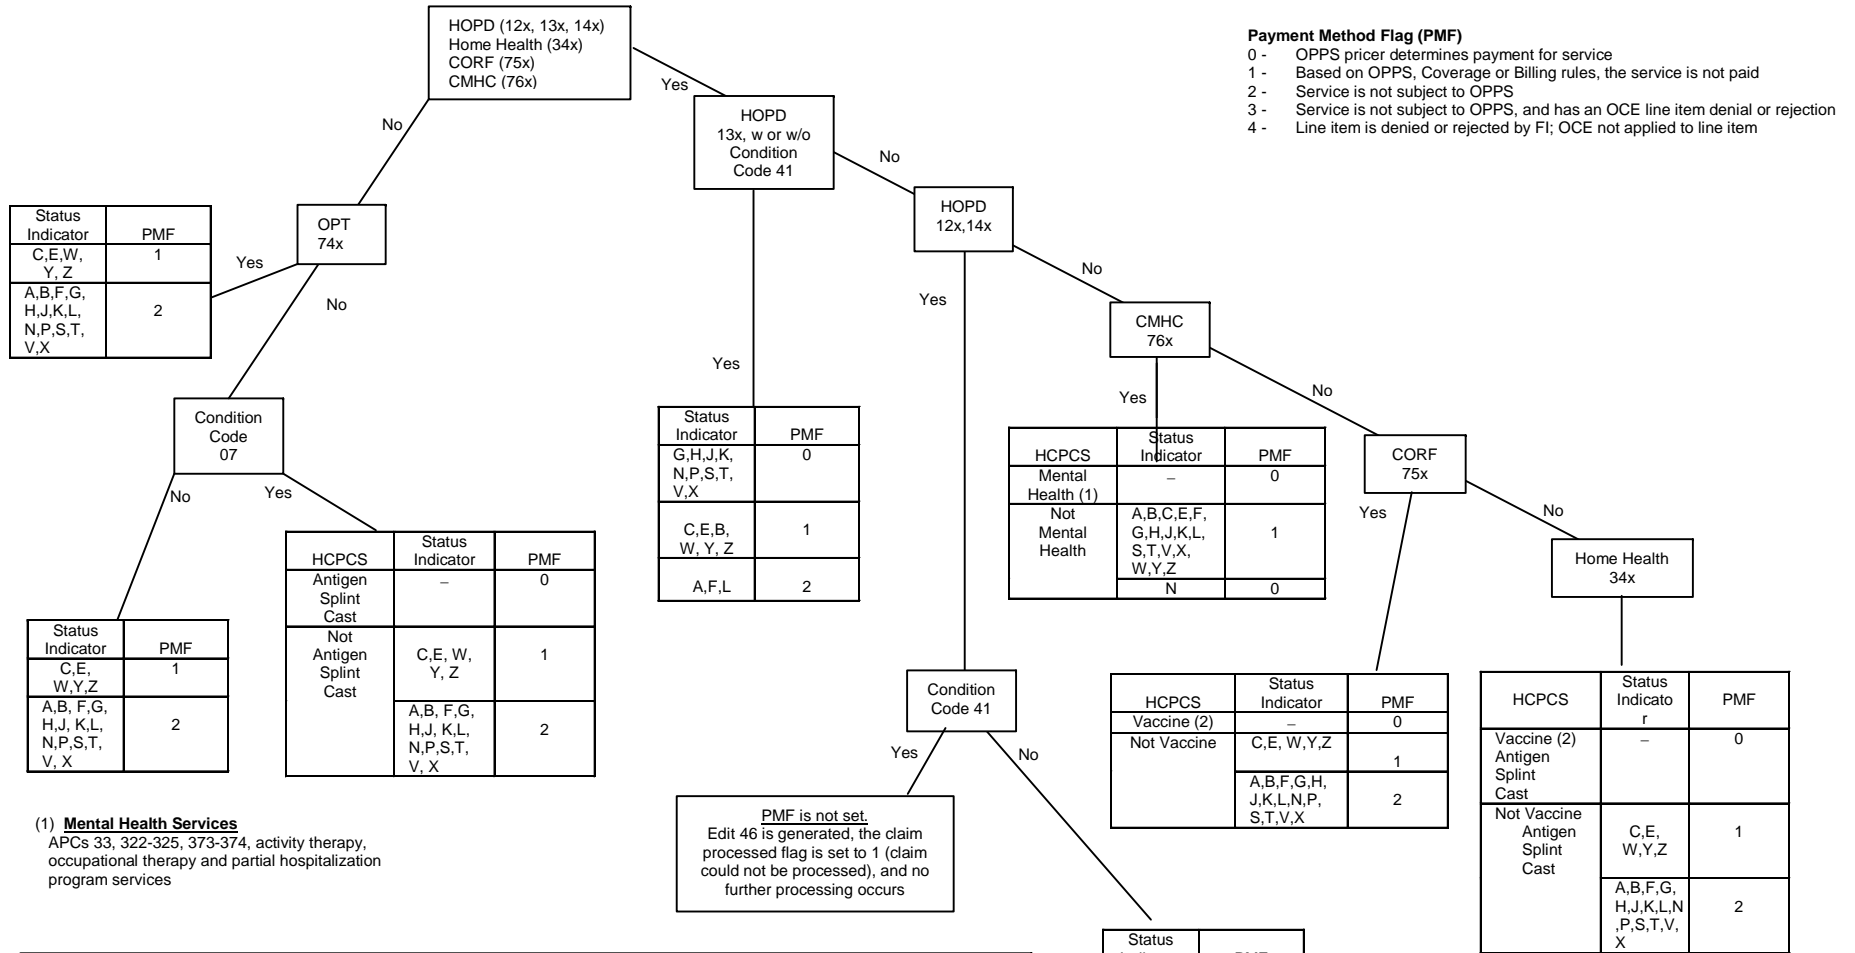 HOPD (12x, 13x, 14x)
Home Health (34x)
CORF (75x)
CMHC (76x)
Payment Method Flag (PMF)
0 - OPPS pricer determines payment for service
1 - Based on OPPS, Coverage or Billing rules, the service is not paid
2 - Service is not subject to OPPS
3 - Service is not subject to OPPS, and has an OCE line item denial or rejection
4 - Line item is denied or rejected by FI; OCE not applied to line item
Yes
No
HOPD
13x, w or w/o
Condition
Code 41
No
HOPD
12x,14x
OPT
74x
Yes
No
Status
Indicator PMF
C,E,W, 1
Y, Z
A,B,F,G,
H,J,K,L, 2
N,P,S,T,
V,X
Yes
No
Yes
CMHC
76x
Yes
No
Condition
Code
07
No
Yes
Status
Indicator PMF
G,H,J,K, 0
N,P,S,T,
V,X
C,E,B, 1
W, Y, Z
A,F,L 2
Status
HCPCS Indicator PMF
Mental – 0
Health (1)
Not A,B,C,E,F,
Mental G,H,J,K,L, 1
Health S,T,V,X,
W,Y,Z
N 0
CORF
75x
Yes
No
Home Health
34x
Status
HCPCS Indicator PMF
Antigen – 0
Splint
Cast
Not
Antigen C,E, W, 1
Splint Y, Z
Cast
A,B, F,G,
H,J, K,L, 2
N,P,S,T,
V, X
Status
Indicator PMF
C,E, 1
W,Y,Z
A,B, F,G,
H,J, K,L, 2
N,P,S,T,
V, X
Condition
Code 41
Yes
No
Status
HCPCS Indicator PMF
Vaccine (2) – 0
Not Vaccine C,E, W,Y,Z
1
A,B,F,G,H,
J,K,L,N,P, 2
S,T,V,X
Status
HCPCS Indicato PMF
r
Vaccine (2) – 0
Antigen
Splint
Cast
Not Vaccine
Antigen C,E, 1
Splint W,Y,Z
Cast
A,B,F,G,
H,J,K,L,N 2
,P,S,T,V,
X
PMF is not set.
Edit 46 is generated, the claim
processed flag is set to 1 (claim
could not be processed), and no
further processing occurs
(1) Mental Health Services
APCs 33, 322-325, 373-374, activity therapy,
occupational therapy and partial hospitalization
program services
Status